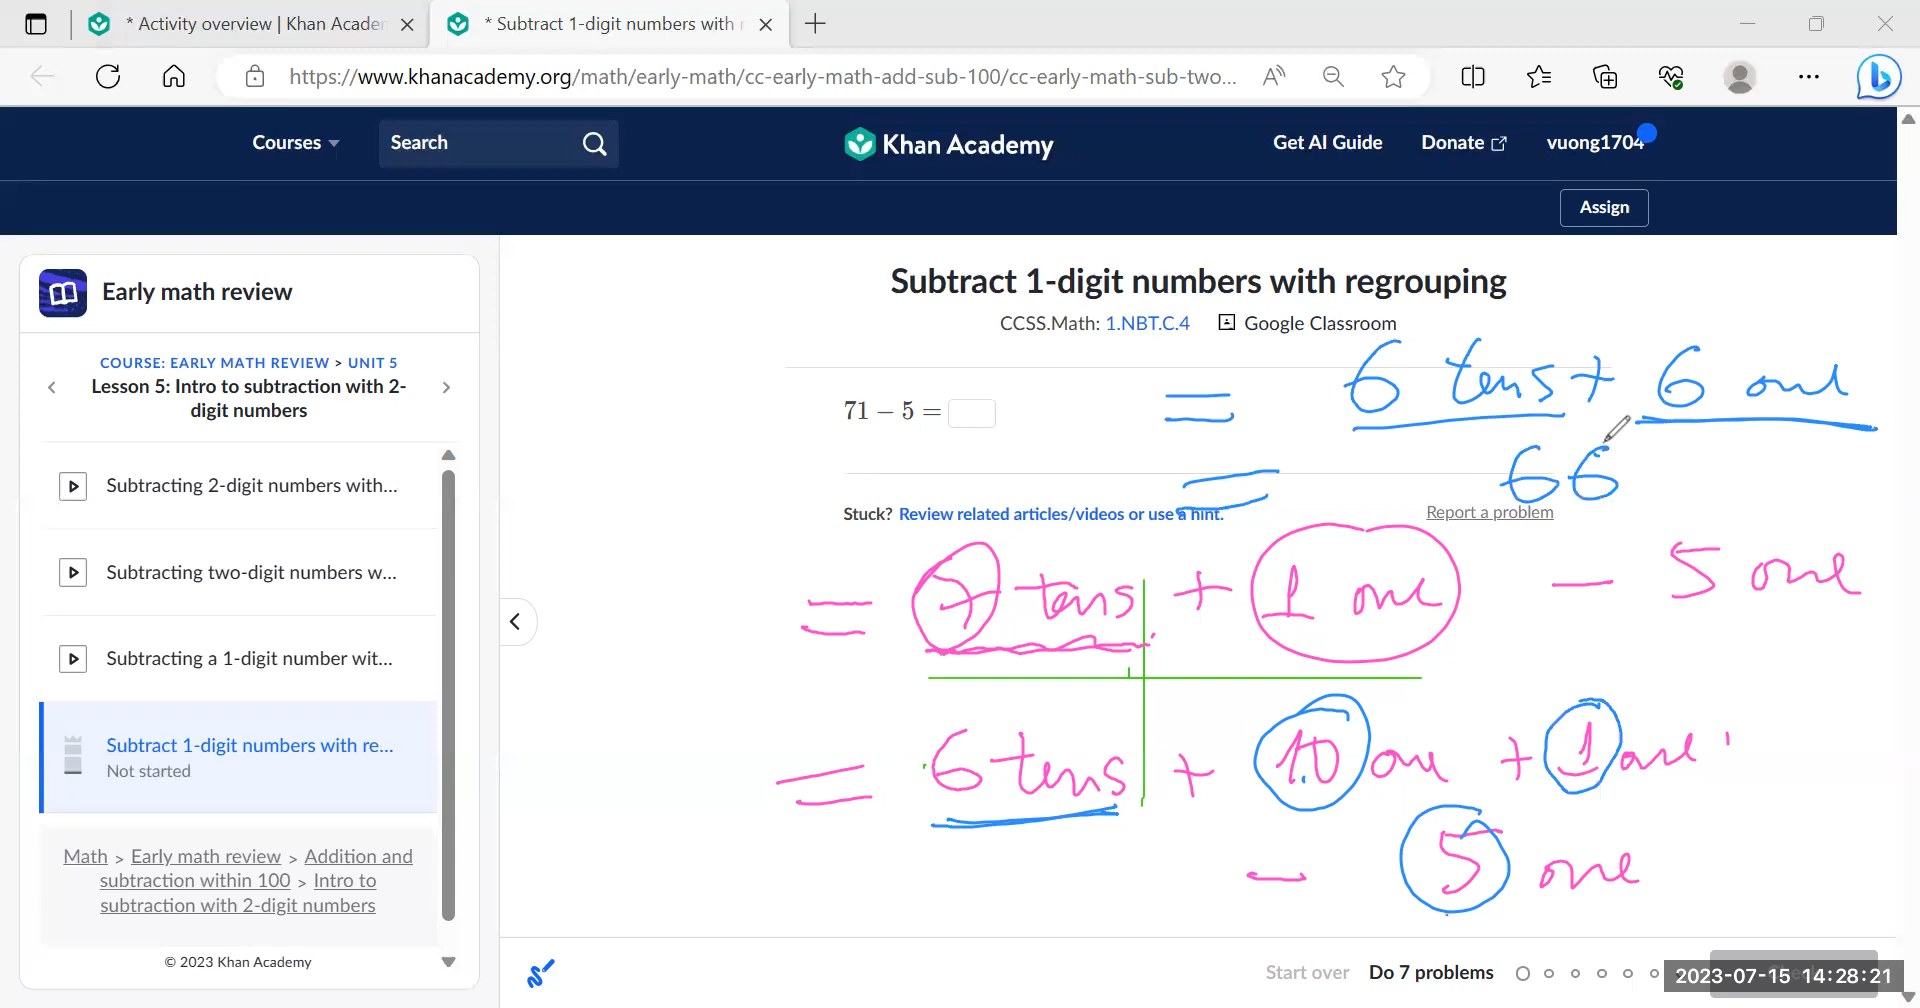 * Activity overview | Khan Acade
* Subtract 1-digit numbers with
https://www.khanacademy.org/math/early-math/cc-early-math-add-sub-100/cc-early-math-sub-two...
Courses
Search
Khan Academy
Get AI Guide
Donate
vuong1704
Assign
Early math review
COURSE: EARLY MATH REVIEW > UNIT 5
Lesson 5: Intro to subtraction with 2-
digit numbers
Subtracting 2-digit numbers with...
Subtracting two-digit numbers w...
Subtracting a 1-digit number wit...
Subtract 1-digit numbers with re...
Not started
Math > Early math review > Addition and
subtraction within 100 > Intro to
subtraction with 2-digit numbers
© 2023 Khan Academy
Subtract 1-digit numbers with regrouping
CCSS.Math: 1.NBT.C.4 Google Classroom
= 6 tens + 6 one
71 − 5 =
= 66
Stuck? Review related articles/videos or use a hint.
Report a problem
= 7 tens + 1 one − 5 one
= 6 tens + 10 one + 1 one
− 5 one
Start over Do 7 problems
2023-07-15 14:28:21